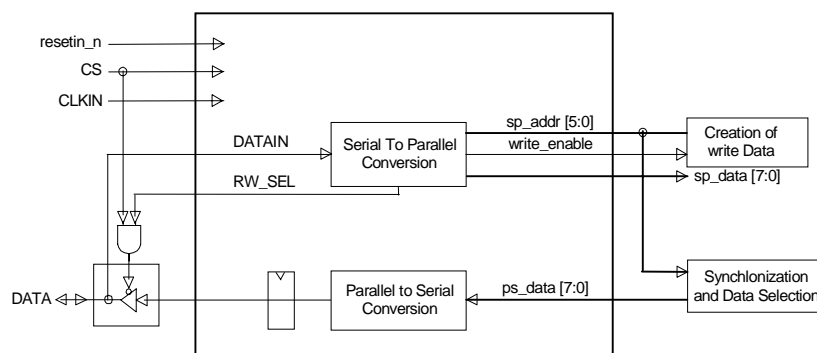 resetin_n
CS
CLKIN
DATAIN
RW_SEL
DATA
Serial To Parallel
Conversion
Parallel to Serial
Conversion
sp_addr [5:0]
write_enable
sp_data [7:0]
ps_data [7:0]
Creation of
write Data
Synchlonization
and Data Selection